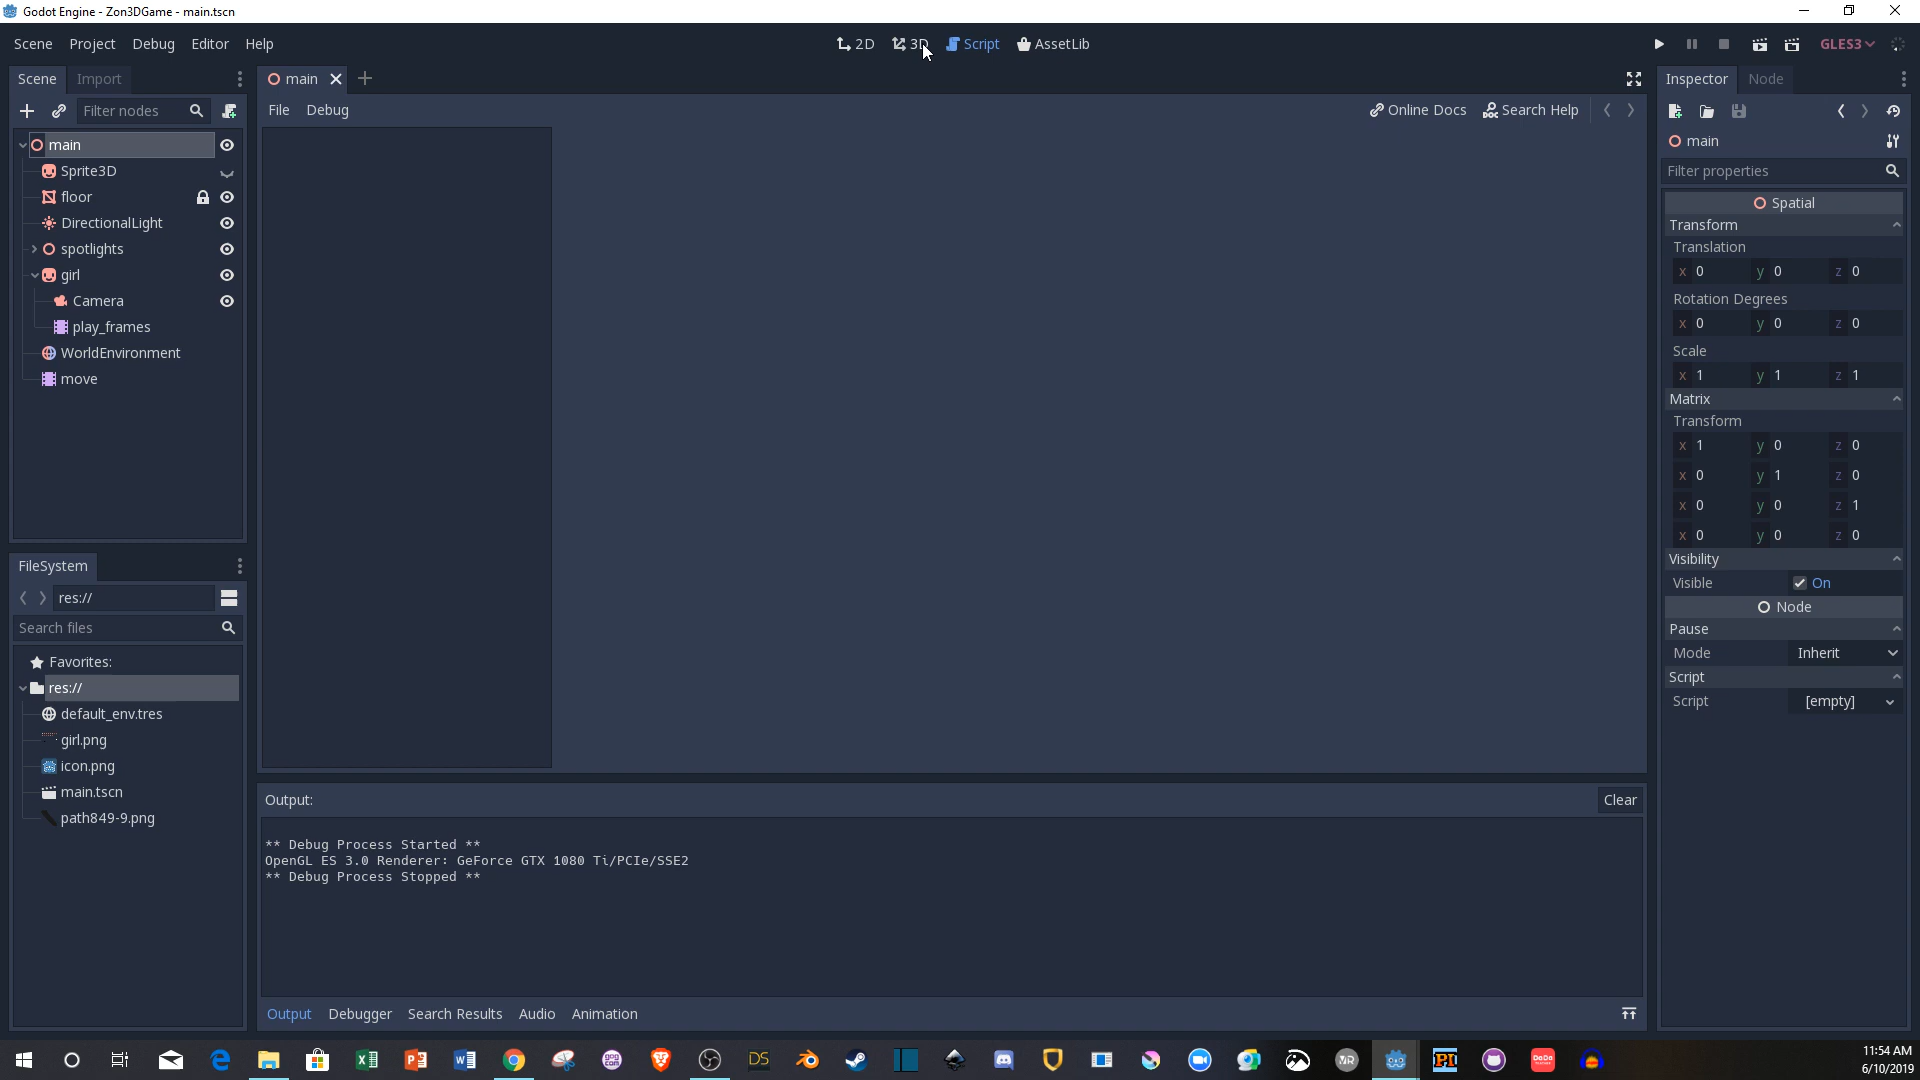 Godot Engine - Zon3DGame - main.tscn
Scene Project Debug Editor Help
2D 3D Script AssetLib
GLES3
Scene Import
main
Inspector Node
Filter nodes
File Debug
Online Docs Search Help
main
main
Filter properties
Sprite3D
floor
DirectionalLight
spotlights
girl
Camera
play_frames
WorldEnvironment
move
Spatial
Transform
Translation
x 0 y 0 z 0
Rotation Degrees
x 0 y 0 z 0
Scale
x 1 y 1 z 1
Matrix
Transform
x 1 y 0 z 0
x 0 y 1 z 0
x 0 y 0 z 1
x 0 y 0 z 0
Visibility
Visible On
Node
Pause
Mode Inherit
Script
Script [empty]
FileSystem
res://
Search files
Favorites:
res://
default_env.tres
girl.png
icon.png
main.tscn
path849-9.png
Output: Clear
** Debug Process Started **
OpenGL ES 3.0 Renderer: GeForce GTX 1080 Ti/PCIe/SSE2
** Debug Process Stopped **
Output Debugger Search Results Audio Animation
DS
11:54 AM
6/10/2019